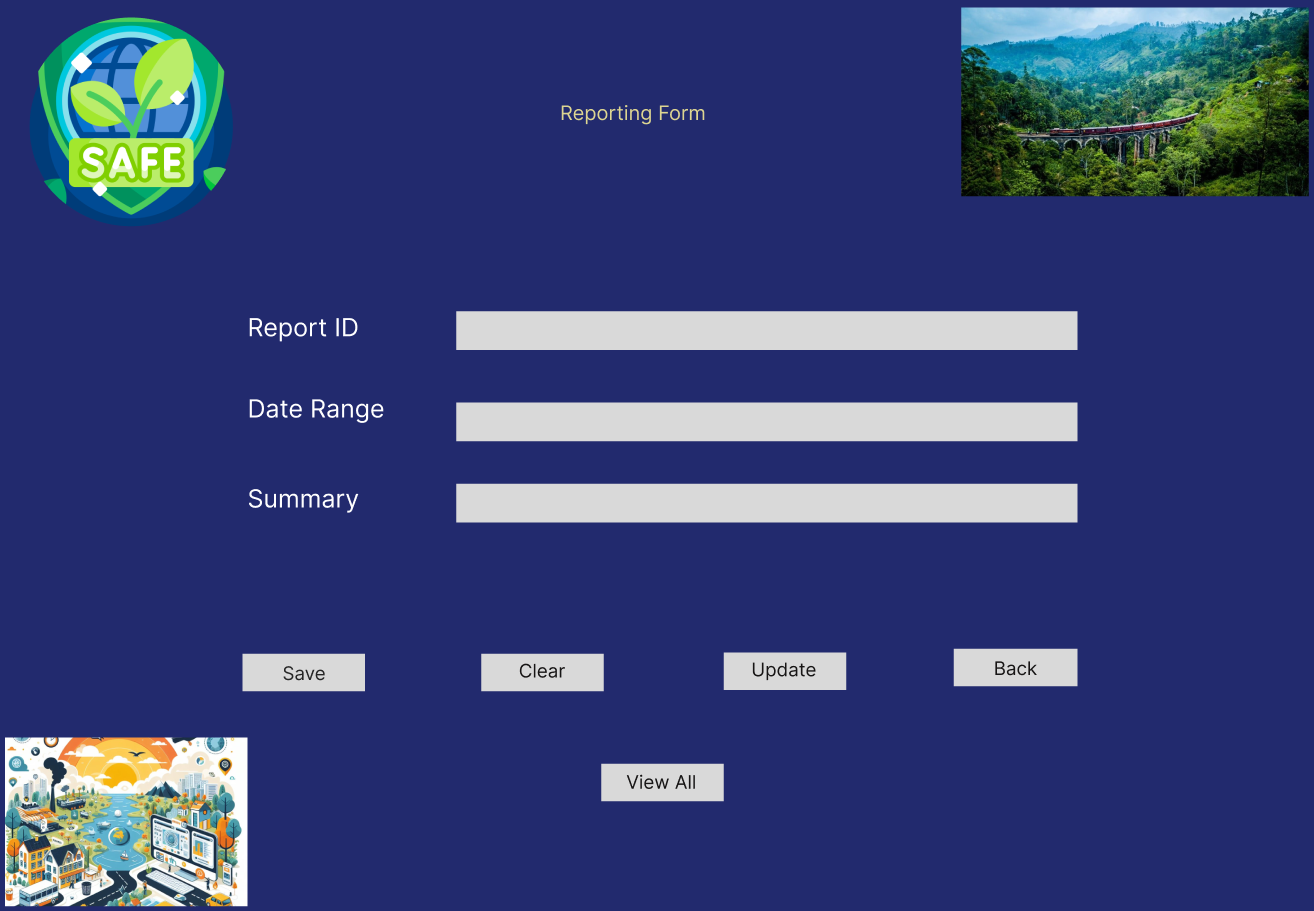 SAFE
Reporting Form
Report ID
Date Range
Summary
Save
Clear
Update
Back
View All